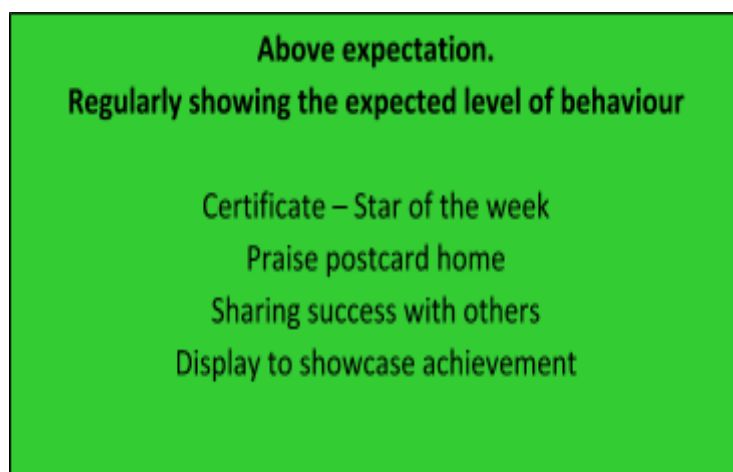 Above expectation.
Regularly showing the expected level of behaviour
Certificate – Star of the week
Praise postcard home
Sharing success with others
Display to showcase achievement